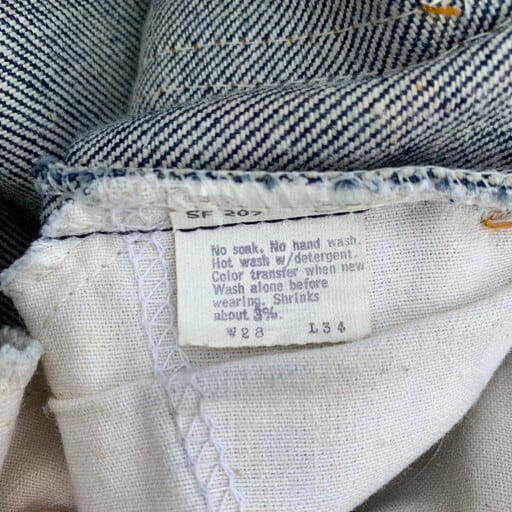 SF 207
No soak. No hand wash.
Hot wash w/detergent.
Color transfer when new
Wash alone before
wearing. Shrinks
about 3%.
W28 L34